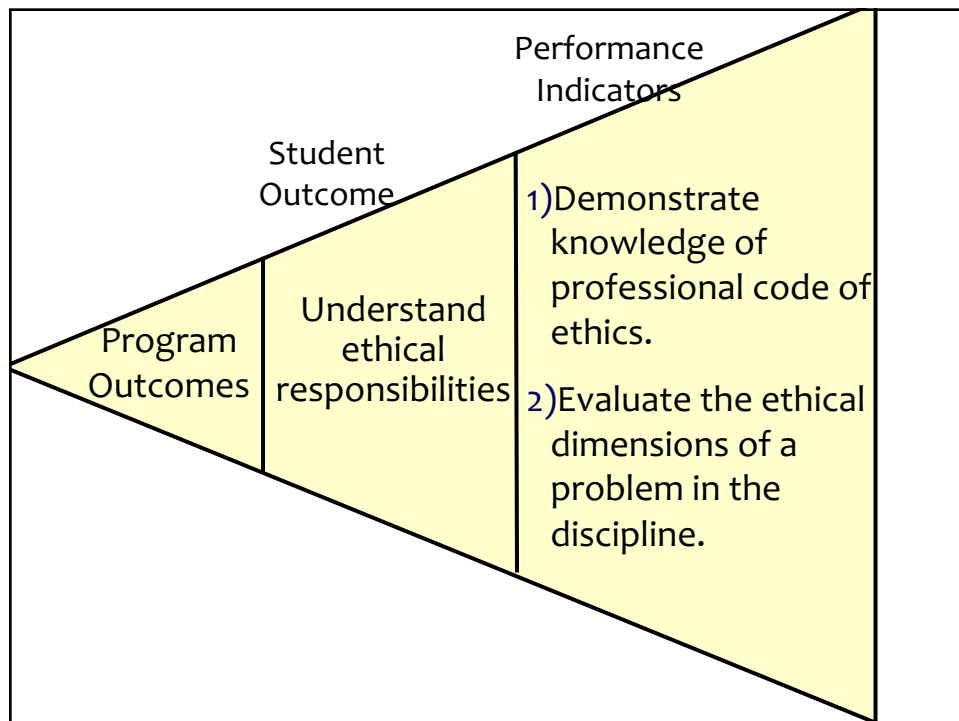 Performance
Indicators
Student
Outcome
Program
Outcomes
Understand
ethical
responsibilities
1)Demonstrate
knowledge of
professional code of
ethics.
2)Evaluate the ethical
dimensions of a
problem in the
discipline.